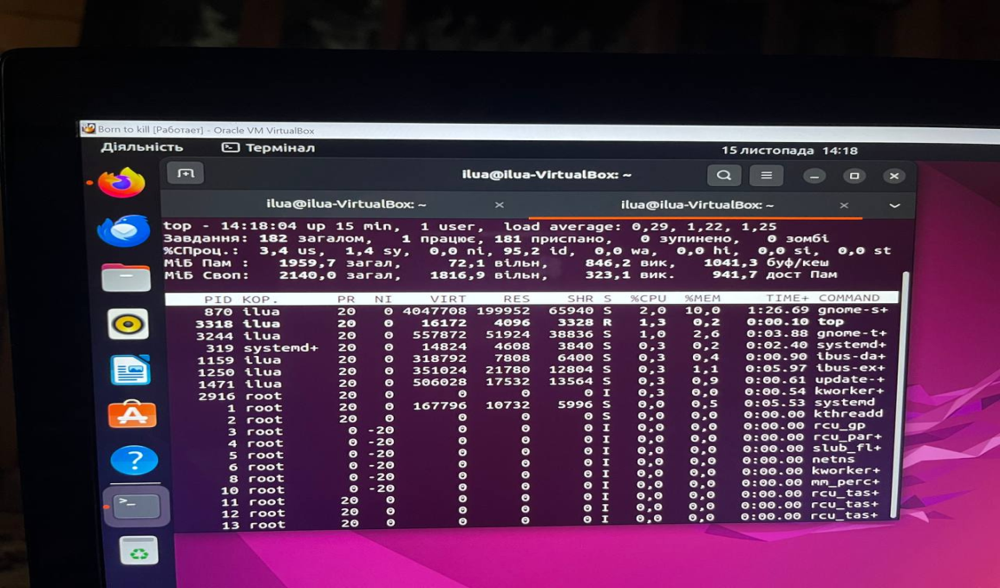 Born to kill [Работает] - Oracle VM VirtualBox
Діяльність Термінал 15 листопада 14:18
ilua@ilua-VirtualBox: ~
ilua@ilua-VirtualBox: ~ × ilua@ilua-VirtualBox: ~ ×
top - 14:18:04 up 15 min, 1 user, load average: 0,29, 1,22, 1,25
Завдання: 182 загалом, 1 працює, 181 приспано, 0 зупинено, 0 зомбі
%CПроц.: 3,4 us, 1,4 sy, 0,0 ni, 95,2 id, 0,0 wa, 0,0 hi, 0,0 si, 0,0 st
МіБ Пам : 1959,7 загал, 72,1 вільн, 846,2 вик, 1041,3 буф/кеш
МіБ Своп: 2140,0 загал, 1816,9 вільн, 323,1 вик. 941,7 дост Пам
PID КОР. PR NI VIRT RES SHR S %CPU %MEM TIME+ COMMAND
870 ilua 20 0 4047708 199952 65940 S 2,0 10,0 1:26.69 gnome-s+
3318 ilua 20 0 16172 4096 3328 R 1,3 0,2 0:00.10 top
3244 ilua 20 0 557872 51924 38836 S 1,0 2,6 0:03.88 gnome-t+
319 systemd+ 20 0 14824 4608 3840 S 0,3 0,2 0:02.40 systemd+
1159 ilua 20 0 318792 7808 6400 S 0,3 0,4 0:00.90 ibus-da+
1250 ilua 20 0 351024 21780 12804 S 0,3 1,1 0:05.97 ibus-ex+
1471 ilua 20 0 506028 17532 13564 S 0,3 0,9 0:00.61 update-+
2916 root 20 0 0 0 0 I 0,3 0,0 0:00.54 kworker+
1 root 20 0 167796 10732 5996 S 0,0 0,5 0:05.53 systemd
2 root 20 0 0 0 0 S 0,0 0,0 0:00.00 kthreadd
3 root 0 -20 0 0 0 I 0,0 0,0 0:00.00 rcu_gp
4 root 0 -20 0 0 0 I 0,0 0,0 0:00.00 rcu_par+
5 root 0 -20 0 0 0 I 0,0 0,0 0:00.00 slub_fl+
6 root 0 -20 0 0 0 I 0,0 0,0 0:00.00 netns
8 root 0 -20 0 0 0 I 0,0 0,0 0:00.00 kworker+
10 root 0 -20 0 0 0 I 0,0 0,0 0:00.00 mm_perc+
11 root 20 0 0 0 0 I 0,0 0,0 0:00.00 rcu_tas+
12 root 20 0 0 0 0 I 0,0 0,0 0:00.00 rcu_tas+
13 root 20 0 0 0 0 I 0,0 0,0 0:00.00 rcu_tas+